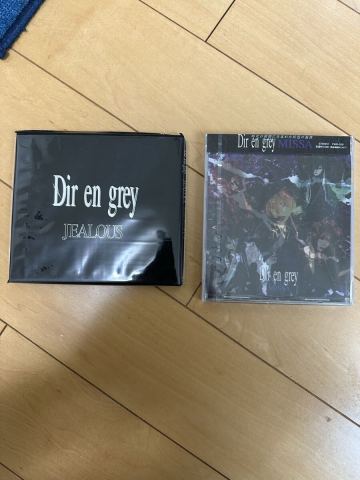 Dir en grey
JEALOUS
Dir en grey MISSA
Dir en grey